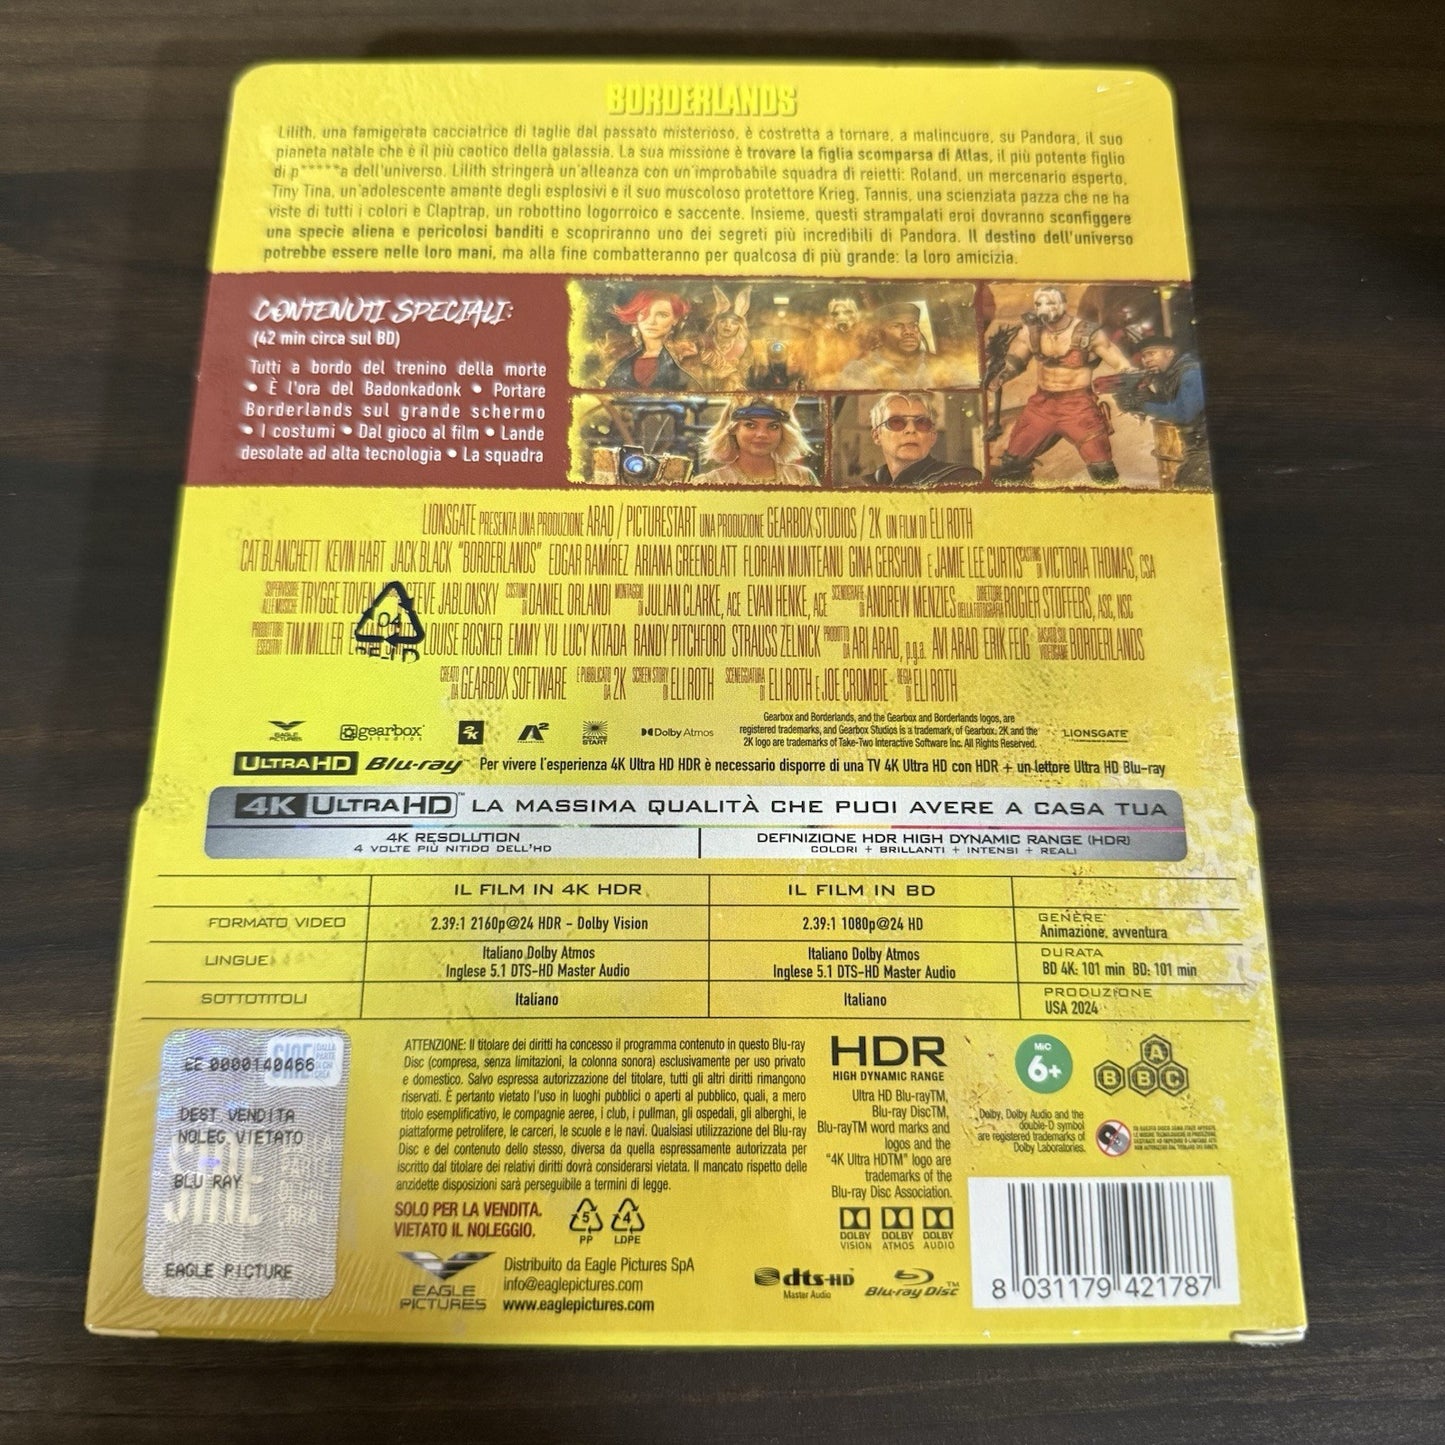 BORDERLANDS
Lilith, una famigerata cacciatrice di taglie dal passato misterioso, è costretta a tornare, a malincuore, su Pandora, il suo
pianeta natale che è il più caotico della galassia. La sua missione è trovare la figlia scomparsa di Atlas, il più potente figlio
di p*****a dell'universo. Lilith stringerà un'alleanza con un'improbabile squadra di reietti: Roland, un mercenario esperto,
Tiny Tina, un'adolescente amante degli esplosivi e il suo muscoloso protettore Krieg, Tannis, una scienziata pazza che ne ha
viste di tutti i colori e Claptrap, un robottino logorroico e saccente. Insieme, questi strampalati eroi dovranno sconfiggere
una specie aliena e pericolosi banditi e scopriranno uno dei segreti più incredibili di Pandora. Il destino dell'universo
potrebbe essere nelle loro mani, ma alla fine combatteranno per qualcosa di più grande: la loro amicizia.
CONTENUTI SPECIALI:
(42 min circa sul BD)
Tutti a bordo del trenino della morte
• È l'ora del Badonkadonk • Portare
Borderlands sul grande schermo
• I costumi • Dal gioco al film • Lande
desolate ad alta tecnologia • La squadra
LIONSGATE PRESENTA UNA PRODUZIONE ARAD / PICTURESTART UNA PRODUZIONE GEARBOX STUDIOS / 2K UN FILM DI ELI ROTH
CAT BLANCHETT KEVIN HART JACK BLACK "BORDERLANDS" EDGAR RAMÍREZ ARIANA GREENBLATT FLORIAN MUNTEANU GINA GERSHON E JAMIE LEE CURTIS CASTING DI VICTORIA THOMAS, CSA
SUPERVISORE ALLE MUSICHE TRYGGE TOVEN STEVE JABLONSKY COSTUMI DI DANIEL ORLANDI MONTAGGIO DI JULIAN CLARKE, ACE EVAN HENKE, ACE SCENOGRAFIE DI ANDREW MENZIES DIRETTORE DELLA FOTOGRAFIA ROGIER STOFFERS, ASC, NSC
PRODUTTORI ESECUTIVI TIM MILLER LOUISE ROSNER EMMY YU LUCY KITADA RANDY PITCHFORD STRAUSS ZELNICK PRODOTTO DA ARI ARAD, p.g.a. AVI ARAD ERIK FEIG BASATO SUL VIDEOGAME BORDERLANDS
CREATO DA GEARBOX SOFTWARE E PUBBLICATO DA 2K SCREEN STORY DI ELI ROTH SCENEGGIATURA DI ELI ROTH E JOE CROMBIE REGIA DI ELI ROTH
04
EAGLE PICTURES gearbox studios 2K A2 PICTURE START Dolby Atmos
Gearbox and Borderlands, and the Gearbox and Borderlands logos, are
registered trademarks, and Gearbox Studios is a trademark, of Gearbox. 2K and the
2K logo are trademarks of Take-Two Interactive Software Inc. All Rights Reserved.
LIONSGATE
ULTRA HD Blu-ray Per vivere l'esperienza 4K Ultra HD HDR è necessario disporre di una TV 4K Ultra HD con HDR + un lettore Ultra HD Blu-ray
4K ULTRA HD LA MASSIMA QUALITÀ CHE PUOI AVERE A CASA TUA
4K RESOLUTION
4 VOLTE PIÙ NITIDO DELL'HD
DEFINIZIONE HDR HIGH DYNAMIC RANGE (HDR)
COLORI + BRILLANTI + INTENSI + REALI
IL FILM IN 4K HDR IL FILM IN BD
FORMATO VIDEO 2.39:1 2160p@24 HDR - Dolby Vision 2.39:1 1080p@24 HD
GENERE
Animazione, avventura
LINGUE
Italiano Dolby Atmos
Inglese 5.1 DTS-HD Master Audio
Italiano Dolby Atmos
Inglese 5.1 DTS-HD Master Audio
DURATA
BD 4K: 101 min BD: 101 min
SOTTOTITOLI Italiano Italiano
PRODUZIONE
USA 2024
EE 0000140466
SIAE DALLA PARTE DI CHI CREA
DEST VENDITA
NOLEG. VIETATO
BLU RAY
SIAE
EAGLE PICTURE
ATTENZIONE: Il titolare dei diritti ha concesso il programma contenuto in questo Blu-ray
Disc (compresa, senza limitazioni, la colonna sonora) esclusivamente per uso privato
e domestico. Salvo espressa autorizzazione del titolare, tutti gli altri diritti rimangono
riservati. È pertanto vietato l'uso in luoghi pubblici o aperti al pubblico, quali, a mero
titolo esemplificativo, le compagnie aeree, i club, i pullman, gli ospedali, gli alberghi, le
piattaforme petrolifere, le carceri, le scuole e le navi. Qualsiasi utilizzazione del Blu-ray
Disc e del contenuto dello stesso, diversa da quella espressamente autorizzata per
iscritto dal titolare dei relativi diritti dovrà considerarsi vietata. Il mancato rispetto delle
anzidette disposizioni sarà perseguibile a termini di legge.
SOLO PER LA VENDITA.
VIETATO IL NOLEGGIO.
5
PP
4
LDPE
EAGLE
PICTURES
Distribuito da Eagle Pictures SpA
info@eaglepictures.com
www.eaglepictures.com
HDR
HIGH DYNAMIC RANGE
Ultra HD Blu-rayTM,
Blu-ray DiscTM,
Blu-rayTM word marks and
logos and the
"4K Ultra HDTM" logo are
trademarks of the
Blu-ray Disc Association.
DOLBY VISION DOLBY ATMOS DOLBY AUDIO
dts-HD
Master Audio
Blu-ray Disc™
MiC
6+
A
B B C
Dolby, Dolby Audio and the
double-D symbol
are registered trademarks of
Dolby Laboratories.
8 031179 421787